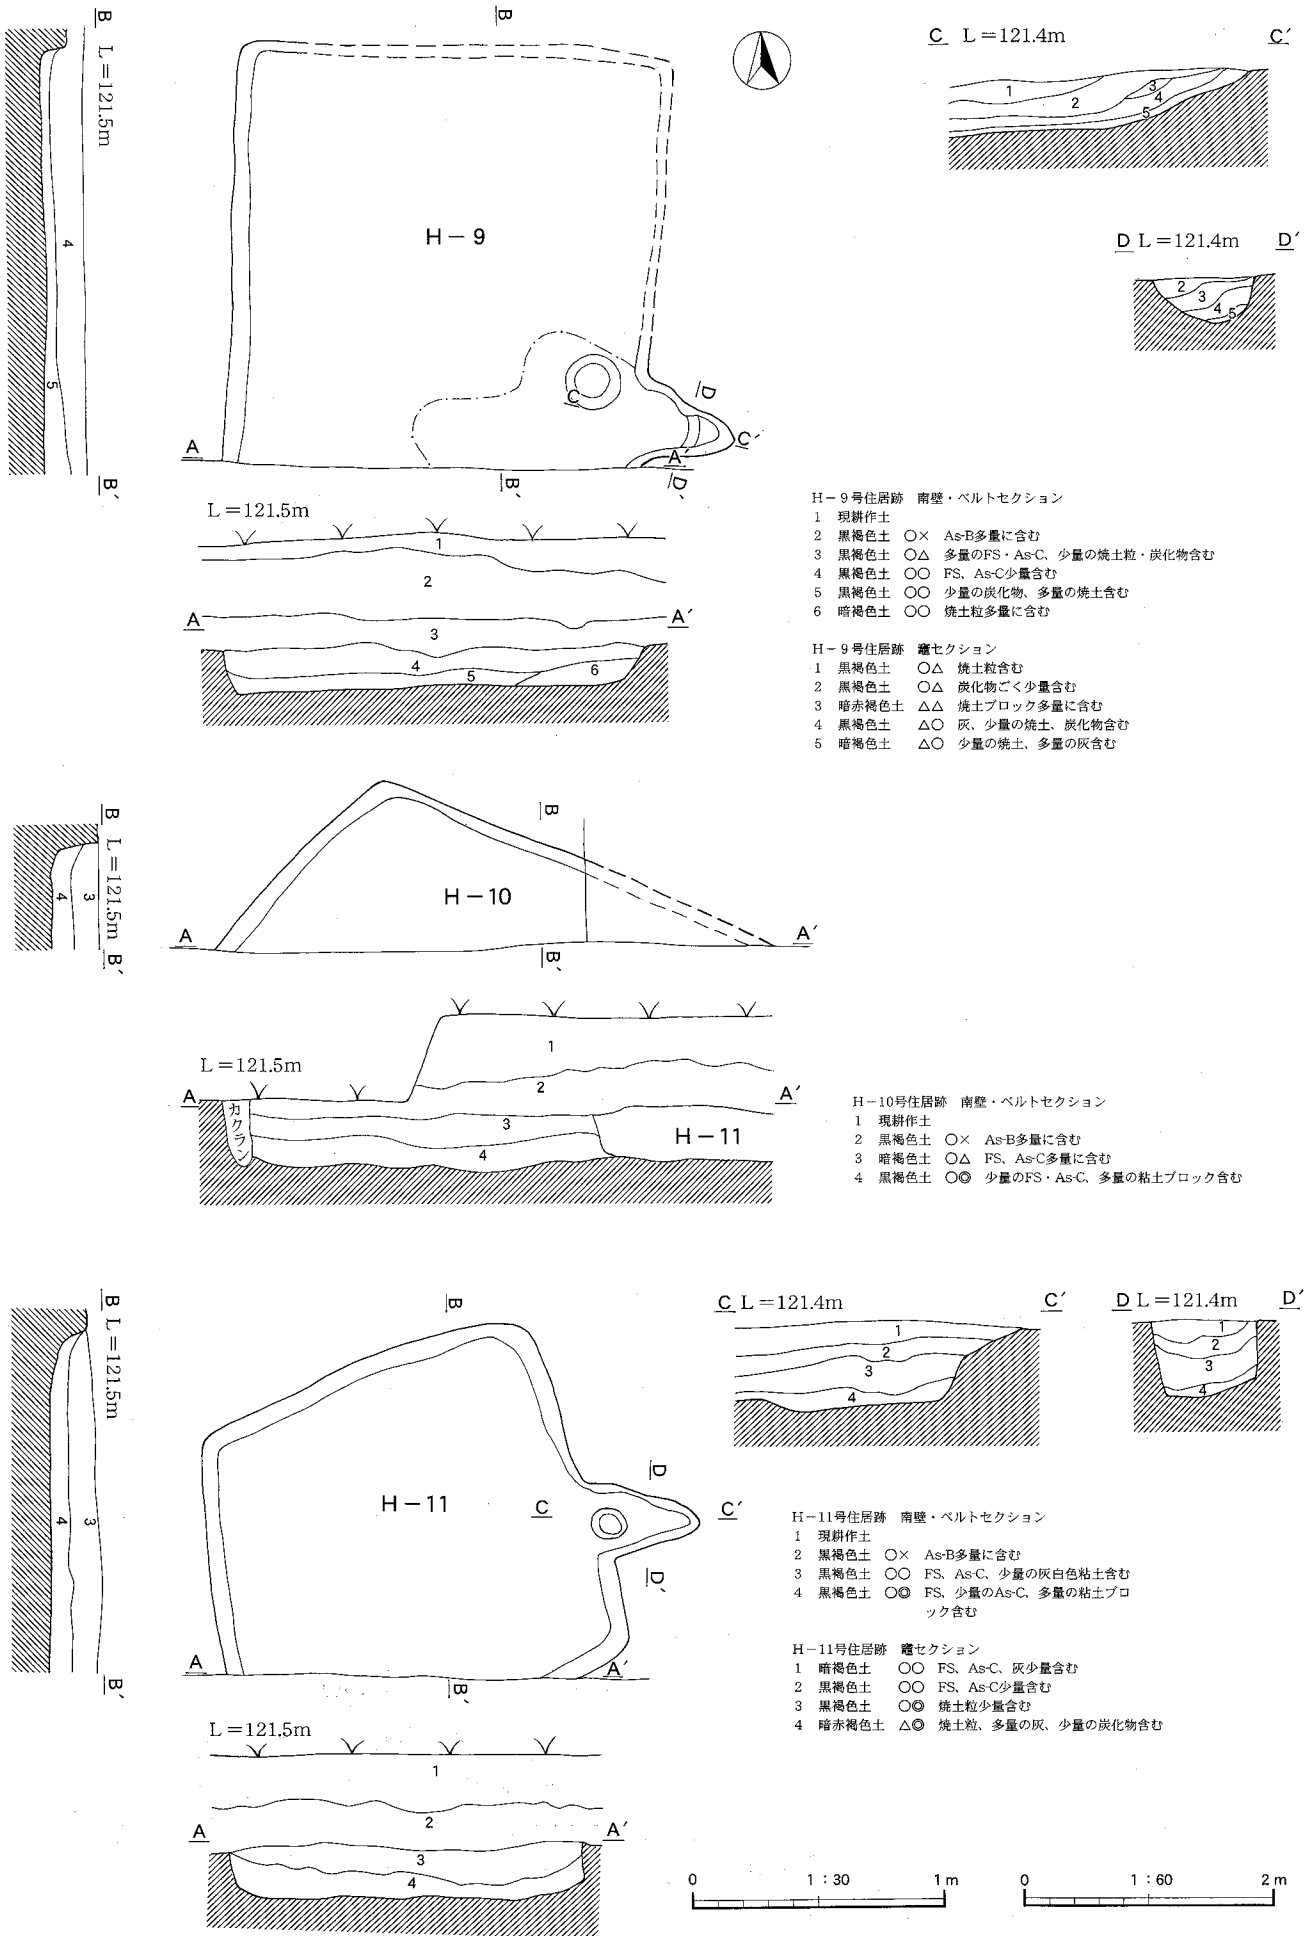 B
B
L=121.5m
4
5
B′
H-9
C
D
C′
A
A′
B′
D′
C L=121.4m C′
1
2
3
4
5
D L=121.4m D′
2
3
4
5
L=121.5m
1
2
A A′
3
4
5
6
H-9号住居跡 南壁・ベルトセクション
1 現耕作土
2 黒褐色土 ○× As-B多量に含む
3 黒褐色土 ○△ 多量のFS・As-C、少量の焼土粒・炭化物含む
4 黒褐色土 ○○ FS、As-C少量含む
5 黒褐色土 ○○ 少量の炭化物、多量の焼土含む
6 暗褐色土 ○○ 焼土粒多量に含む
H-9号住居跡 竈セクション
1 黒褐色土 ○△ 焼土粒含む
2 黒褐色土 ○△ 炭化物ごく少量含む
3 暗赤褐色土 △△ 焼土ブロック多量に含む
4 黒褐色土 △○ 灰、少量の焼土、炭化物含む
5 暗褐色土 △○ 少量の焼土、多量の灰含む
B
L=121.5m
3
4
B′
B
H-10
A A′
B′
L=121.5m
1
2
A A′
カクラン
3
4
H-11
H-10号住居跡 南壁・ベルトセクション
1 現耕作土
2 黒褐色土 ○× As-B多量に含む
3 暗褐色土 ○△ FS、As-C多量に含む
4 黒褐色土 ○◎ 少量のFS・As-C、多量の粘土ブロック含む
B
L=121.5m
3
4
B′
B
H-11
C C′
D
D′
A A′
B′
C L=121.4m C′
1
2
3
4
D L=121.4m D′
1
2
3
4
H-11号住居跡 南壁・ベルトセクション
1 現耕作土
2 黒褐色土 ○× As-B多量に含む
3 黒褐色土 ○○ FS、As-C、少量の灰白色粘土含む
4 黒褐色土 ○◎ FS、少量のAs-C、多量の粘土ブロ
ック含む
H-11号住居跡 竈セクション
1 暗褐色土 ○○ FS、As-C、灰少量含む
2 黒褐色土 ○○ FS、As-C少量含む
3 黒褐色土 ○◎ 焼土粒少量含む
4 暗赤褐色土 △◎ 焼土粒、多量の灰、少量の炭化物含む
L=121.5m
1
2
A A′
3
4
0 1:30 1m
0 1:60 2m